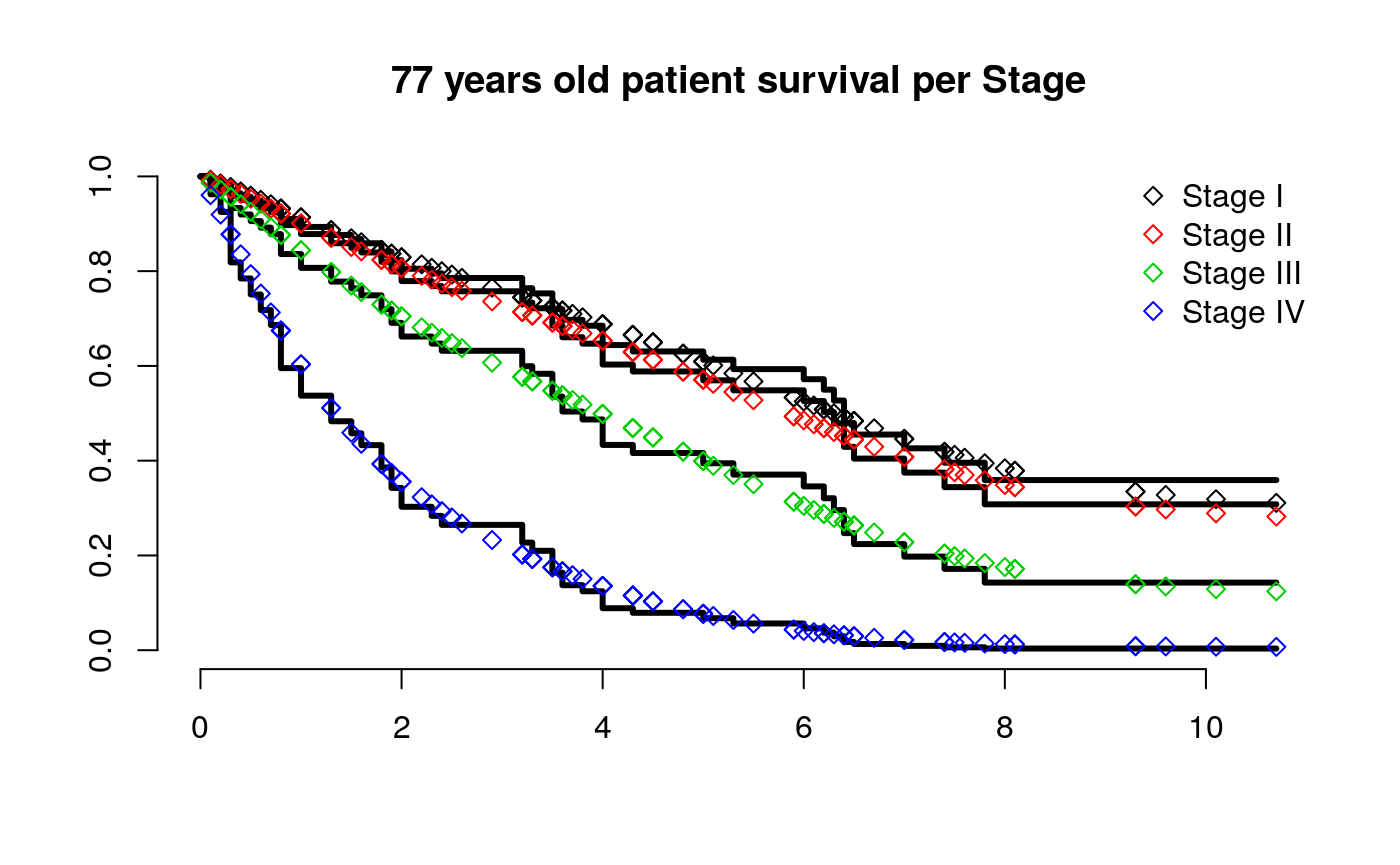 77 years old patient survival per Stage
1.0
0.8
0.6
0.4
0.2
0.0
Stage I
Stage II
Stage III
Stage IV
0 2 4 6 8 10